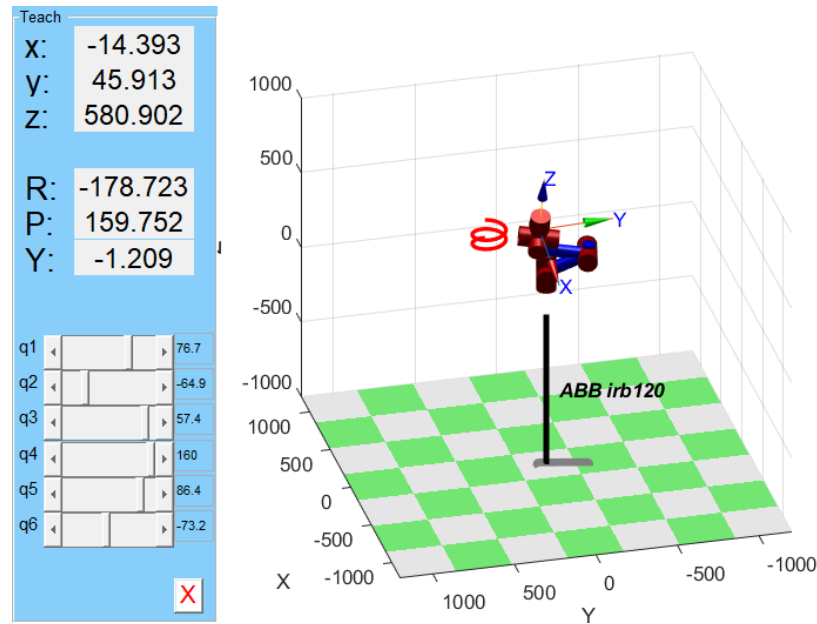 Teach
x: -14.393
y: 45.913
z: 580.902
R: -178.723
P: 159.752
Y: -1.209
q1 76.7
q2 -64.9
q3 57.4
q4 160
q5 86.4
q6 -73.2
X
1000
500
0
-500
-1000
Z
Y
X
ABB irb120
1000
500
0
-500
-1000
X
1000
500
0
-500
-1000
Y